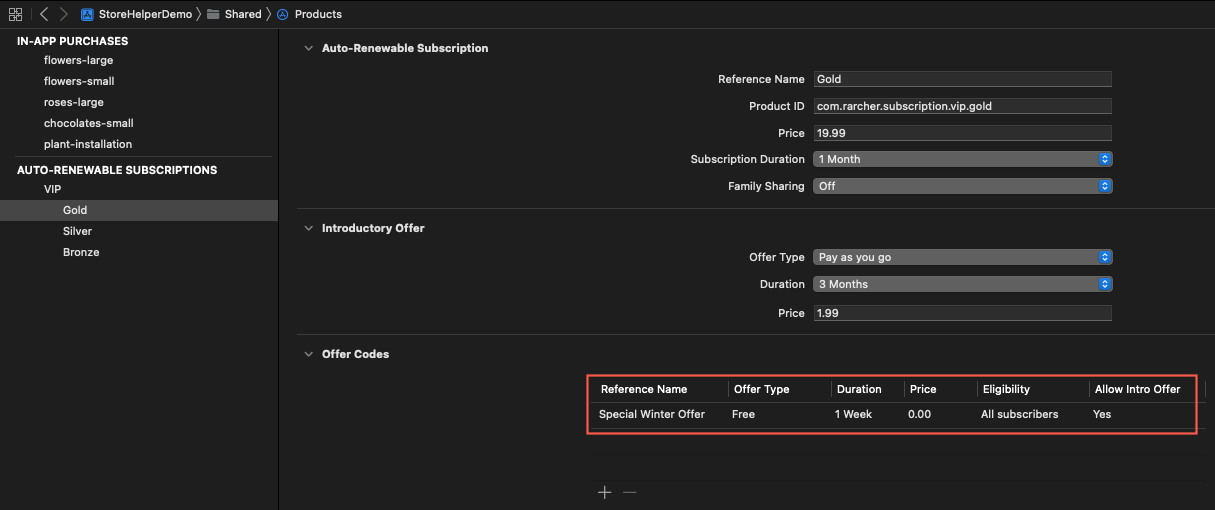 StoreHelperDemo Shared Products
IN-APP PURCHASES
flowers-large
flowers-small
roses-large
chocolates-small
plant-installation
AUTO-RENEWABLE SUBSCRIPTIONS
VIP
Gold
Silver
Bronze
Auto-Renewable Subscription
Reference Name Gold
Product ID com.rarcher.subscription.vip.gold
Price 19.99
Subscription Duration 1 Month
Family Sharing Off
Introductory Offer
Offer Type Pay as you go
Duration 3 Months
Price 1.99
Offer Codes
Reference Name Offer Type Duration Price Eligibility Allow Intro Offer
Special Winter Offer Free 1 Week 0.00 All subscribers Yes